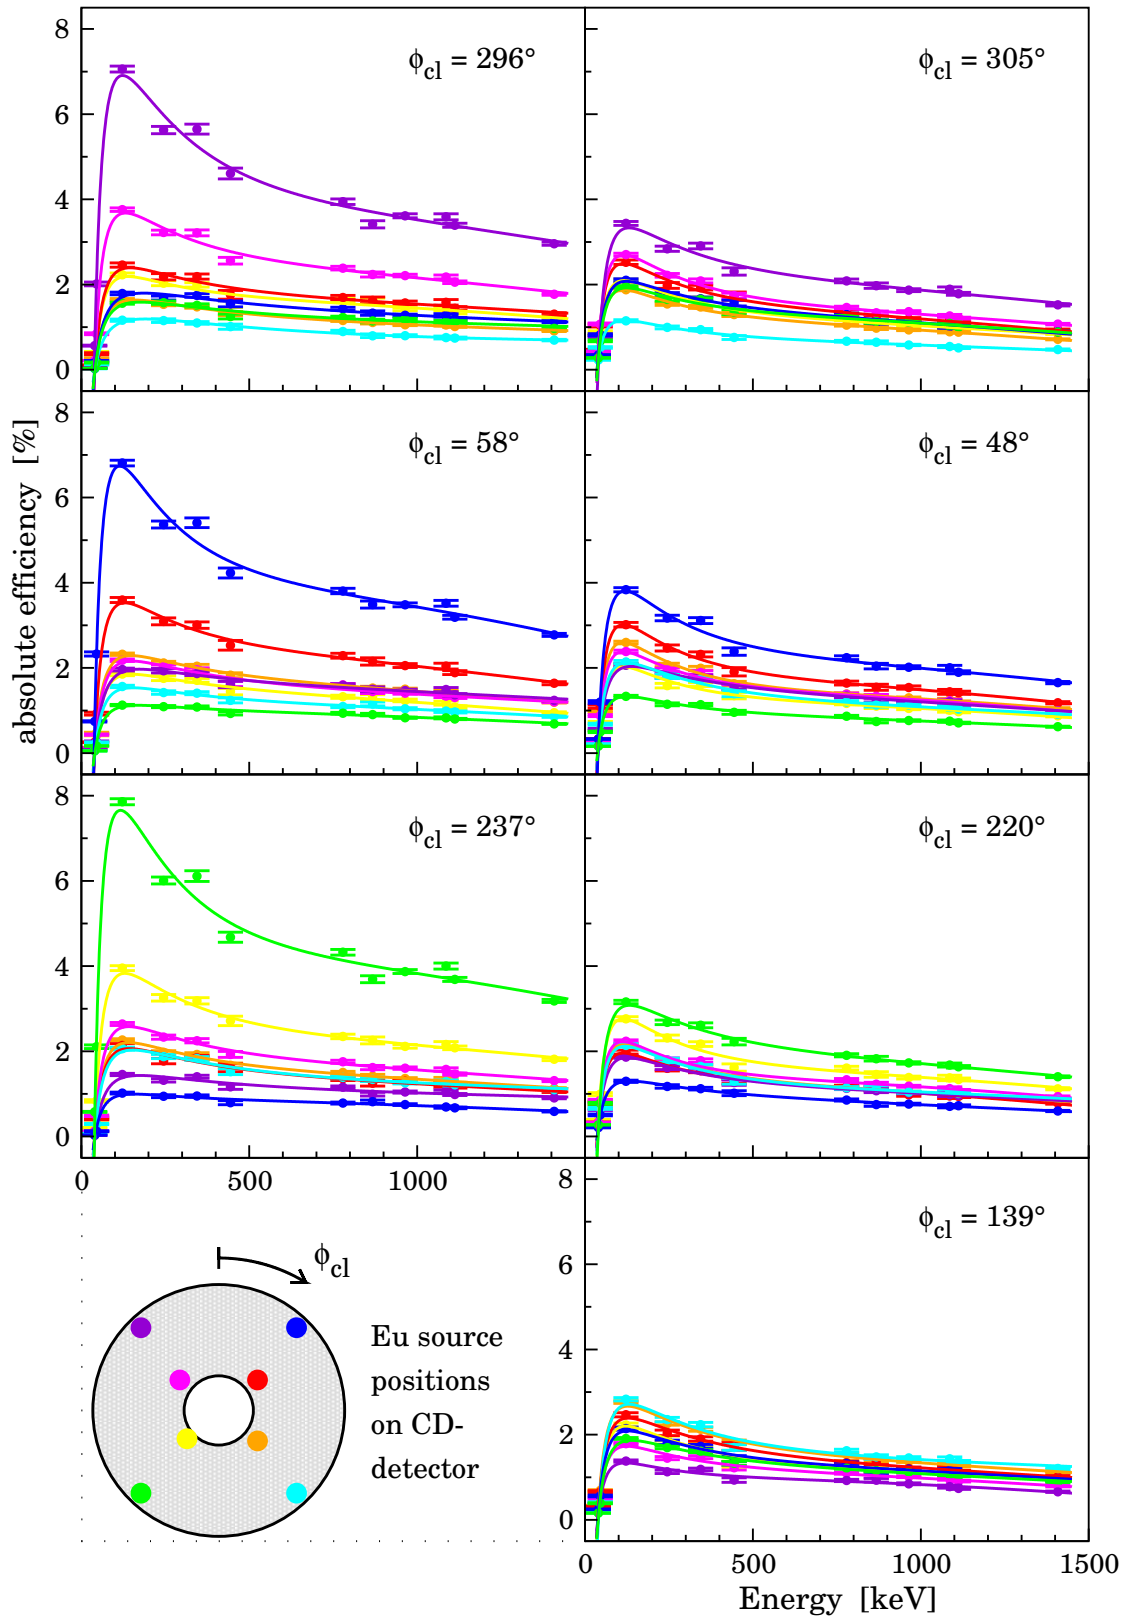 8
6
4
2
0
ϕcl = 296°
ϕcl = 305°
8
6
4
2
0
ϕcl = 58°
ϕcl = 48°
absolute efficiency [%]
8
6
4
2
0
ϕcl = 237°
ϕcl = 220°
0 500 1000
8
6
4
2
0
ϕcl = 139°
ϕcl
Eu source
positions
on CD-
detector
0 500 1000 1500
Energy [keV]